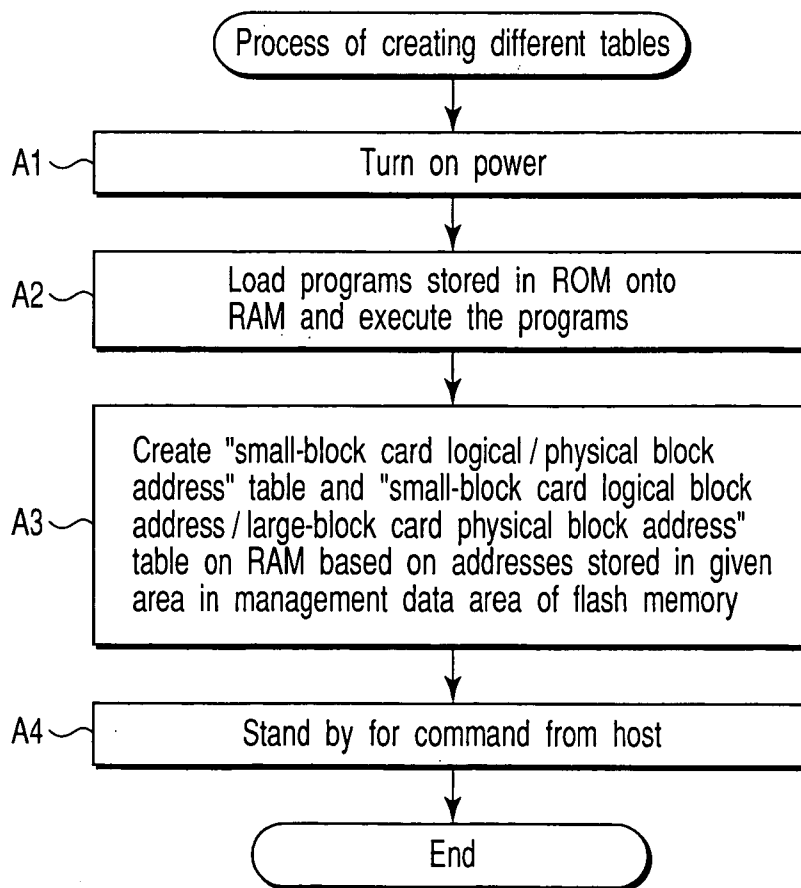 Process of creating different tables
A1
Turn on power
A2
Load programs stored in ROM onto
RAM and execute the programs
A3
Create "small-block card logical / physical block
address" table and "small-block card logical block
address / large-block card physical block address"
table on RAM based on addresses stored in given
area in management data area of flash memory
A4
Stand by for command from host
End